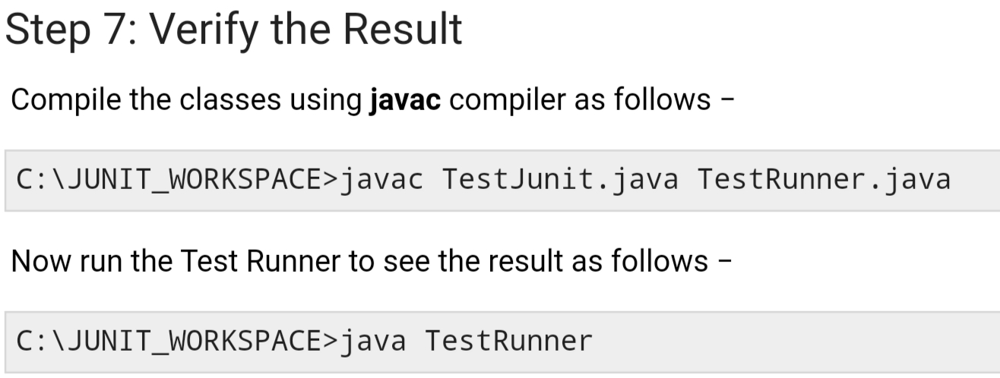 Step 7: Verify the Result
Compile the classes using javac compiler as follows −
C:\JUNIT_WORKSPACE>javac TestJunit.java TestRunner.java
Now run the Test Runner to see the result as follows −
C:\JUNIT_WORKSPACE>java TestRunner